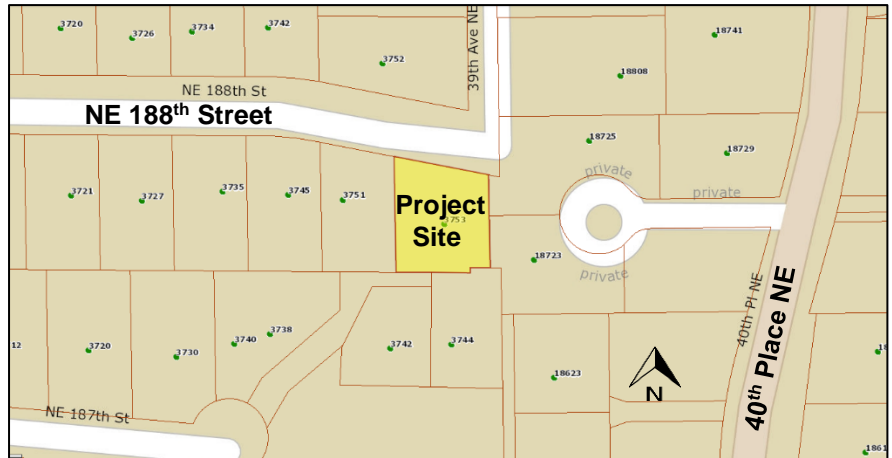 3720
3726
3734
3742
3752
39th Ave NE
18741
18808
NE 188th St
NE 188th Street
18725
18729
private
private
3721
3727
3735
3745
3751
Project
3753
Site
18723
private
40th Pl NE
40th Place NE
12
3720
3730
3740
3738
3742
3744
18623
N
NE 187th St